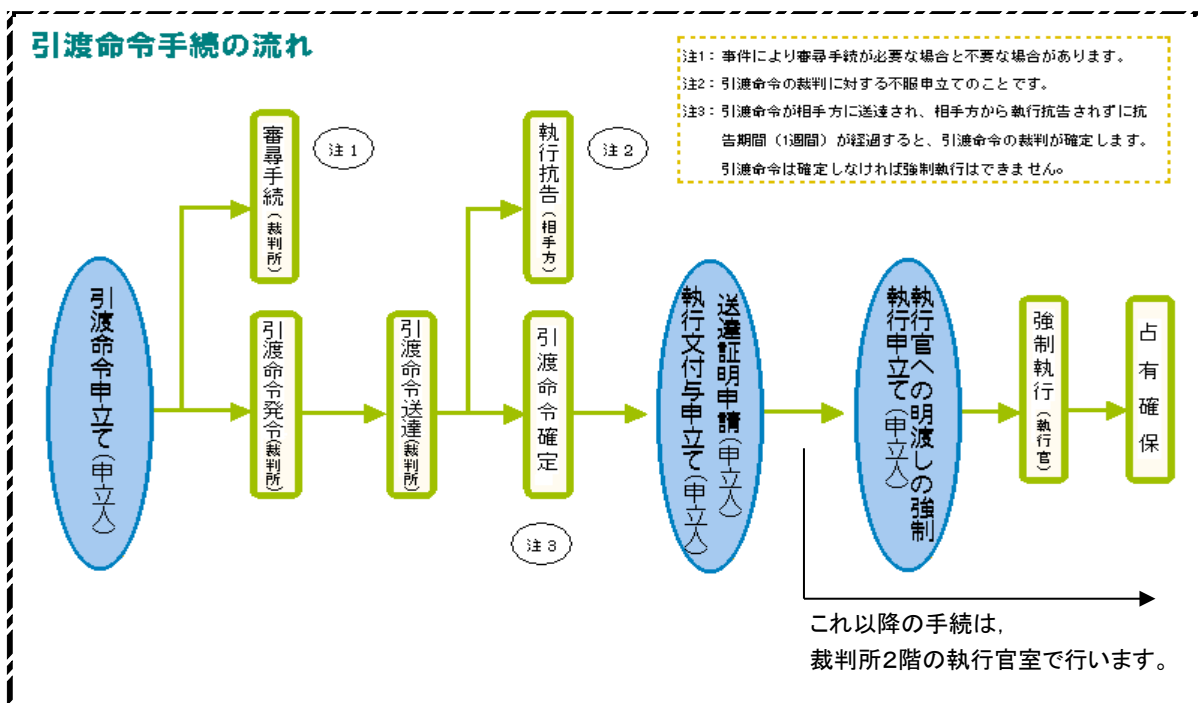 引渡命令手続の流れ
注1：事件により審尋手続が必要な場合と不要な場合があります。
注2：引渡命令の裁判に対する不服申立てのことです。
注3：引渡命令が相手方に送達され、相手方から執行抗告されずに抗
告期間（1週間）が経過すると、引渡命令の裁判が確定します。
引渡命令は確定しなければ強制執行はできません。
審尋手続（裁判所）
注1
執行抗告（相手方）
注2
引渡命令申立て（申立人）
引渡命令発令（裁判所）
引渡命令送達（裁判所）
引渡命令確定
注3
送達証明申請（申立人）
執行文付与申立て（申立人）
執行官への明渡しの強制
執行申立て（申立人）
強制執行（執行官）
占有確保
これ以降の手続は，
裁判所２階の執行官室で行います。